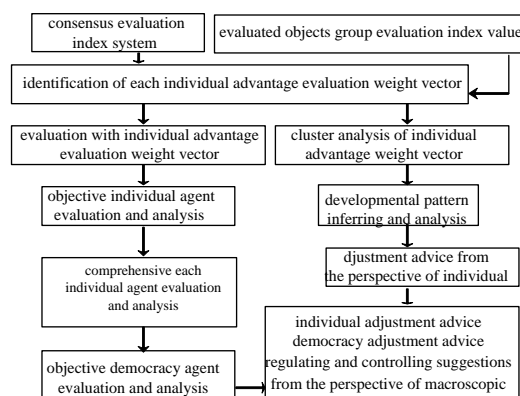 consensus evaluation
index system
evaluated objects group evaluation index value
identification of each individual advantage evaluation weight vector
evaluation with individual advantage
evaluation weight vector
cluster analysis of individual
advantage weight vector
objective individual agent
evaluation and analysis
developmental pattern
inferring and analysis
comprehensive each
individual agent evaluation
and analysis
djustment advice from
the perspective of individual
objective democracy agent
evaluation and analysis
individual adjustment advice
democracy adjustment advice
regulating and controlling suggestions
from the perspective of macroscopic